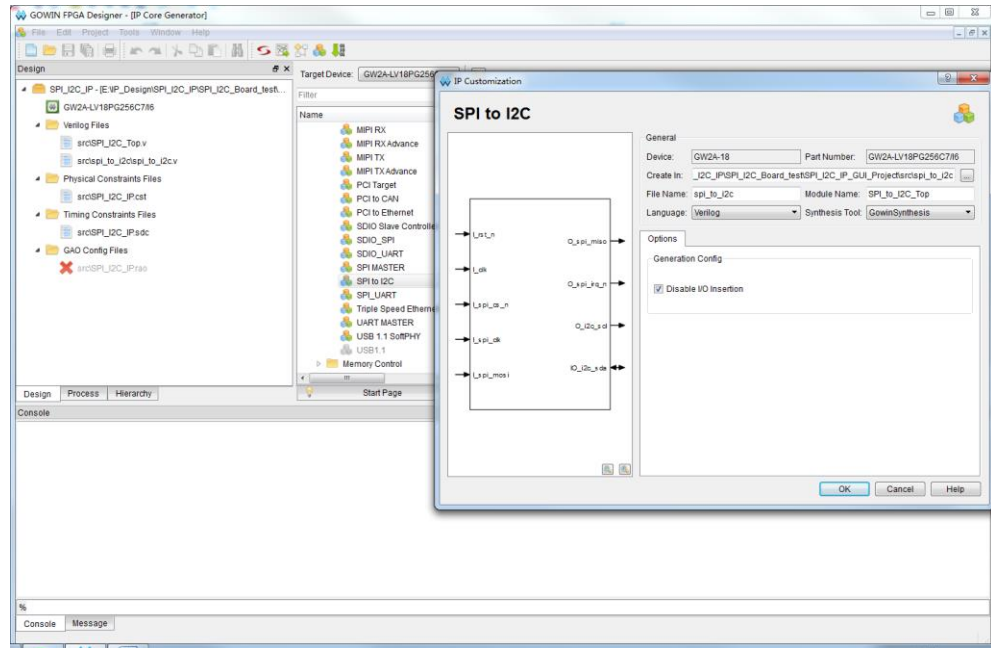 GOWIN FPGA Designer - [IP Core Generator]
File Edit Project Tools Window Help
Design
SPI_I2C_IP - [E:\IP_Design\SPI_I2C_IP\SPI_I2C_Board_test\...
GW2A-LV18PG256C7/I6
Verilog Files
src\SPI_I2C_Top.v
src\spi_to_i2c\spi_to_i2c.v
Physical Constraints Files
src\SPI_I2C_IP.cst
Timing Constraints Files
src\SPI_I2C_IP.sdc
GAO Config Files
src\SPI_I2C_IP.rao
Design Process Hierarchy
Target Device: GW2A-LV18PG256
Filter
Name
MIPI RX
MIPI RX Advance
MIPI TX
MIPI TX Advance
PCI Target
PCI to CAN
PCI to Ethernet
SDIO Slave Controlle
SDIO_SPI
SDIO_UART
SPI MASTER
SPI to I2C
SPI_UART
Triple Speed Etherne
UART MASTER
USB 1.1 SoftPHY
USB1.1
Memory Control
Start Page
IP Customization
SPI to I2C
I_rst_n
I_clk
I_spi_cs_n
I_spi_clk
I_spi_mosi
O_spi_miso
O_spi_irq_n
O_i2c_scl
IO_i2c_sda
General
Device: GW2A-18 Part Number: GW2A-LV18PG256C7/I6
Create In: _I2C_IP\SPI_I2C_Board_test\SPI_I2C_IP_GUI_Project\src\spi_to_i2c ...
File Name: spi_to_i2c Module Name: SPI_to_I2C_Top
Language: Verilog Synthesis Tool: GowinSynthesis
Options
Generation Config
Disable I/O Insertion
OK Cancel Help
Console
%
Console Message